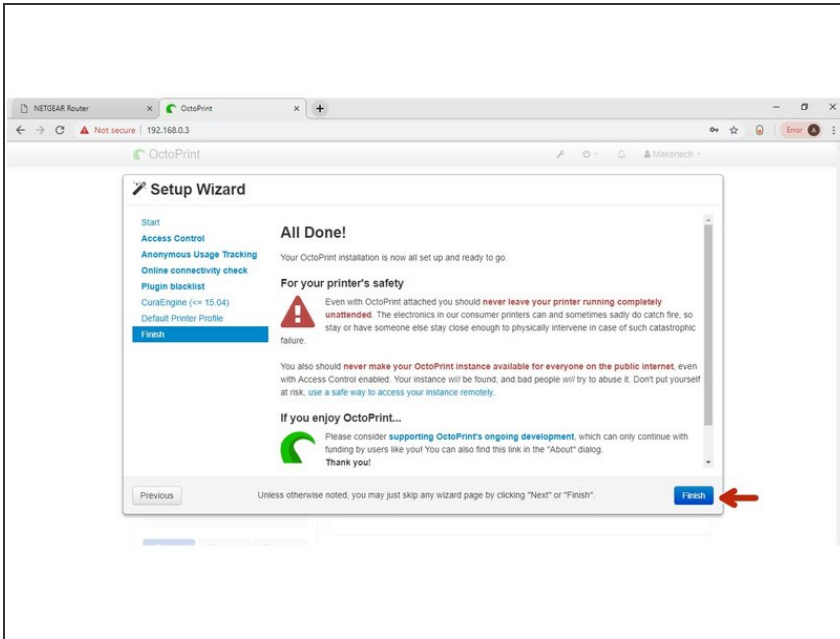 NETGEAR Router
OctoPrint
Not secure
192.168.0.3
Error
A
OctoPrint
Makertech
Setup Wizard
Start
Access Control
Anonymous Usage Tracking
Online connectivity check
Plugin blacklist
CuraEngine (<= 15.04)
Default Printer Profile
Finish
All Done!
Your OctoPrint installation is now all set up and ready to go.
For your printer's safety
Even with OctoPrint attached you should never leave your printer running completely
unattended. The electronics in our consumer printers can and sometimes sadly do catch fire, so
stay or have someone else stay close enough to physically intervene in case of such catastrophic
failure.
You also should never make your OctoPrint instance available for everyone on the public internet, even
with Access Control enabled. Your instance will be found, and bad people will try to abuse it. Don't put yourself
at risk, use a safe way to access your instance remotely.
If you enjoy OctoPrint...
Please consider supporting OctoPrint's ongoing development, which can only continue with
funding by users like you! You can also find this link in the "About" dialog.
Thank you!
Previous
Unless otherwise noted, you may just skip any wizard page by clicking "Next" or "Finish".
Finish